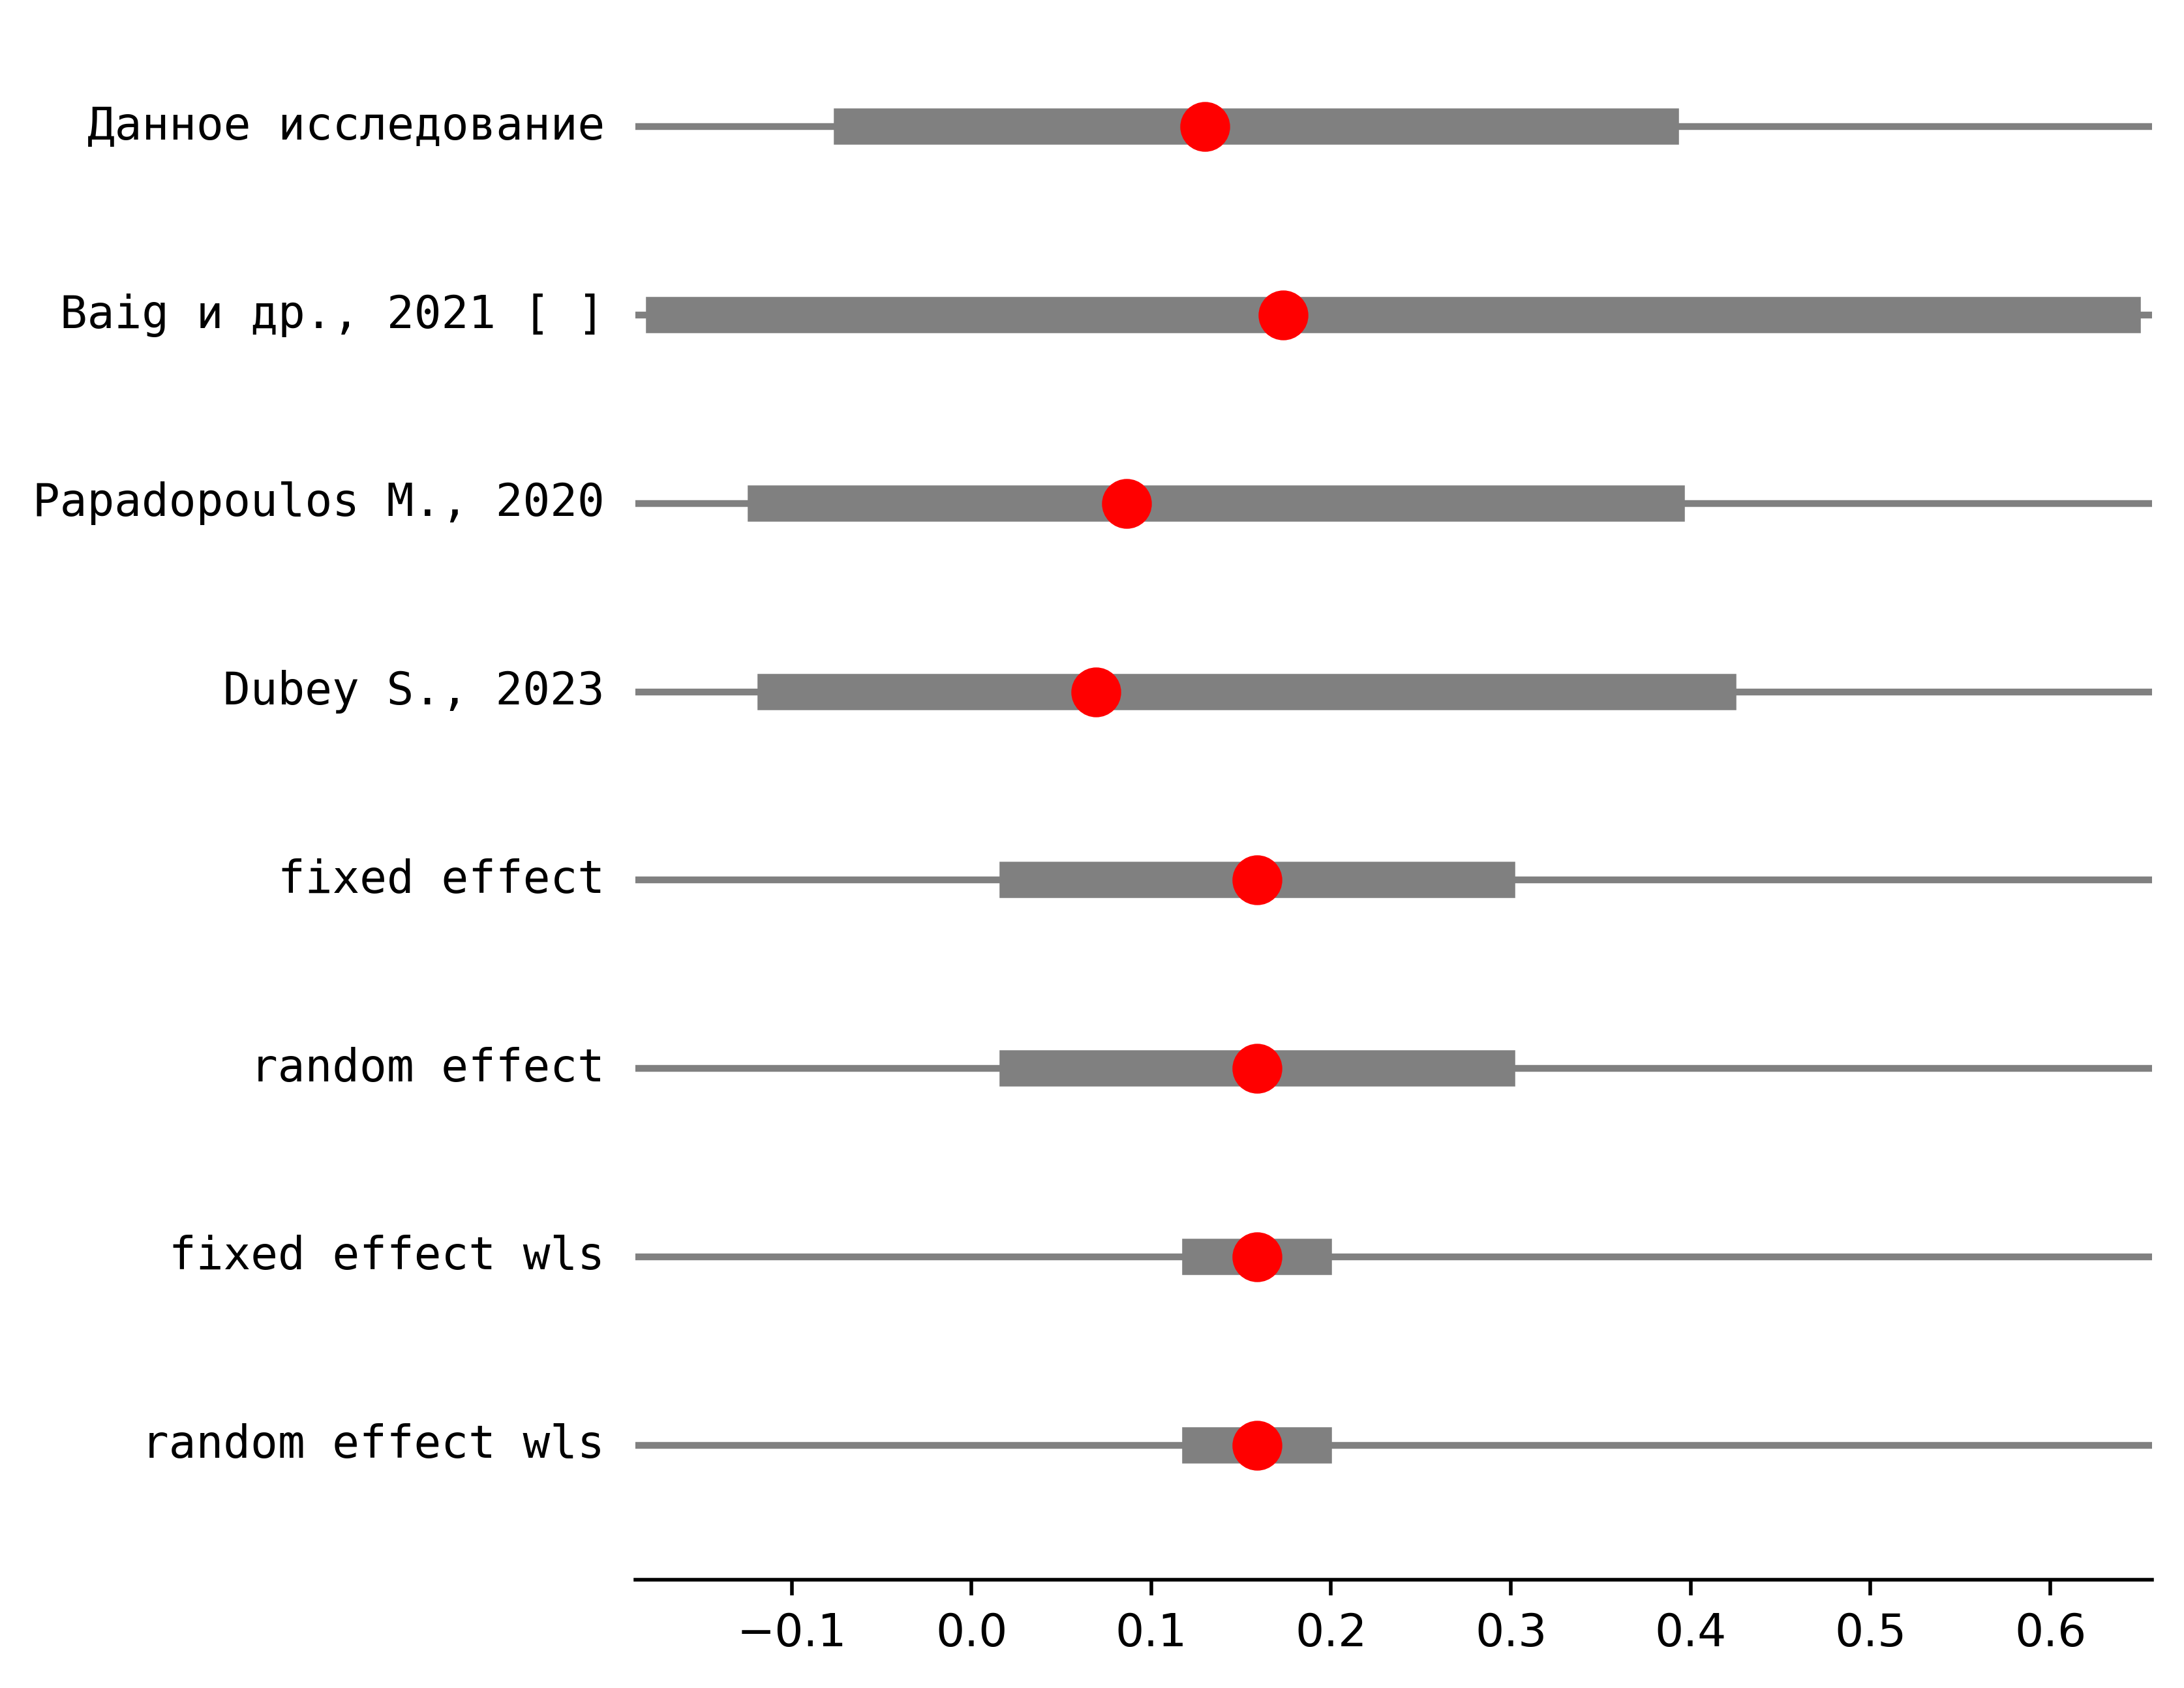 Данное исследование
Baig и др., 2021 [ ]
Papadopoulos M., 2020
Dubey S., 2023
fixed effect
random effect
fixed effect wls
random effect wls
−0.1 0.0 0.1 0.2 0.3 0.4 0.5 0.6